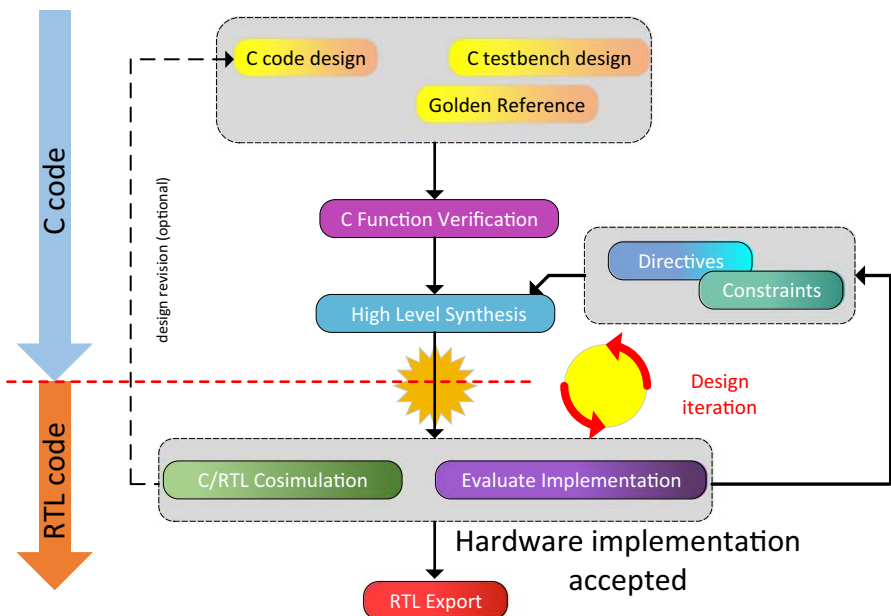 C code design
C testbench design
Golden Reference
C code
design revision (optional)
C Function Verification
Directives
Constraints
High Level Synthesis
Design
iteration
RTL code
C/RTL Cosimulation
Evaluate Implementation
Hardware implementation
accepted
RTL Export